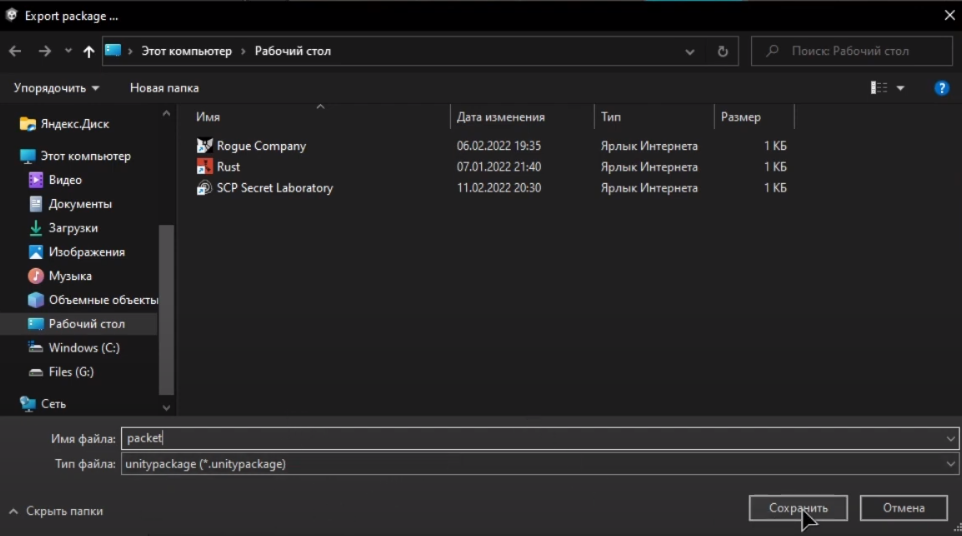 Export package ...
Этот компьютер › Рабочий стол
Поиск: Рабочий стол
Упорядочить
Новая папка
Имя
Дата изменения
Тип
Размер
Rogue Company 06.02.2022 19:35 Ярлык Интернета 1 КБ
Rust 07.01.2022 21:40 Ярлык Интернета 1 КБ
SCP Secret Laboratory 11.02.2022 20:30 Ярлык Интернета 1 КБ
Яндекс.Диск
Этот компьютер
Видео
Документы
Загрузки
Изображения
Музыка
Объемные объекты
Рабочий стол
Windows (C:)
Files (G:)
Сеть
Имя файла: packet
Тип файла: unitypackage (*.unitypackage)
Скрыть папки
Сохранить
Отмена